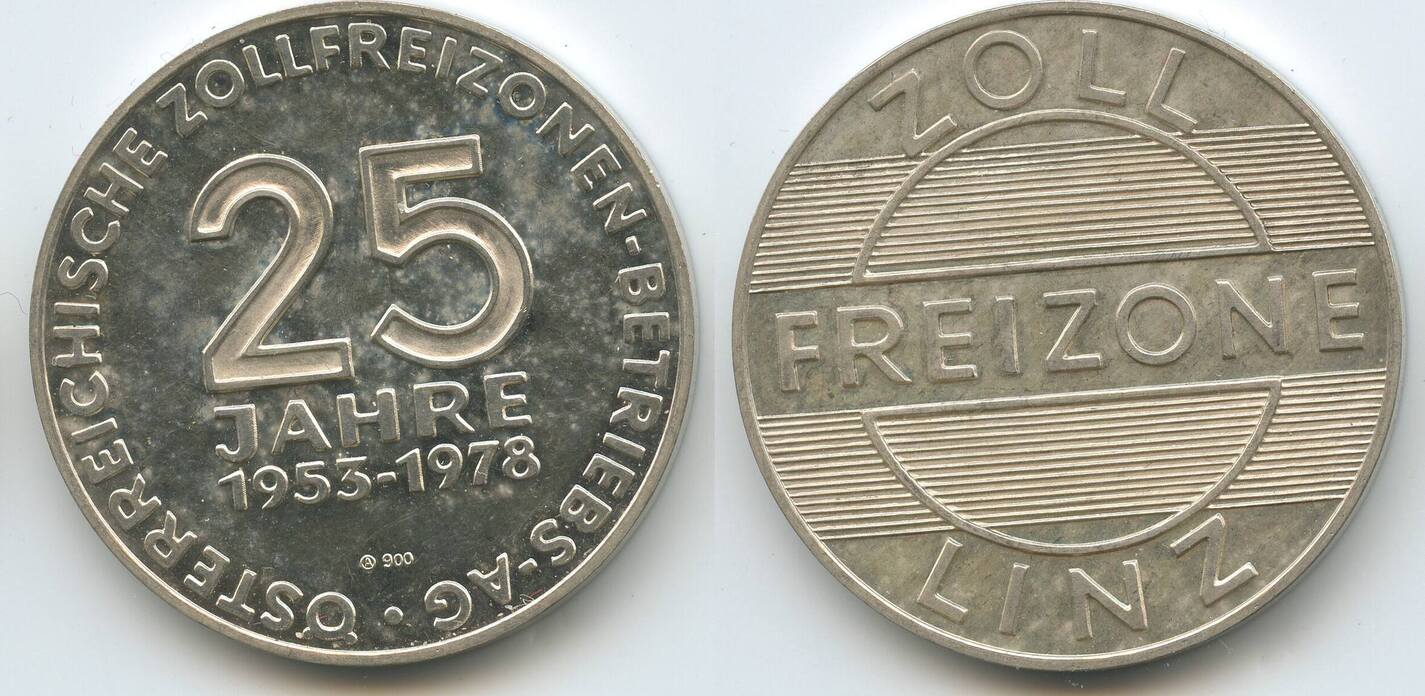 ÖSTERREICHISCHE ZOLLFREIZONEN-BETRIEBS-AG •
25
JAHRE
1953-1978
Ⓐ 900
ZOLL
FREIZONE
LINZ